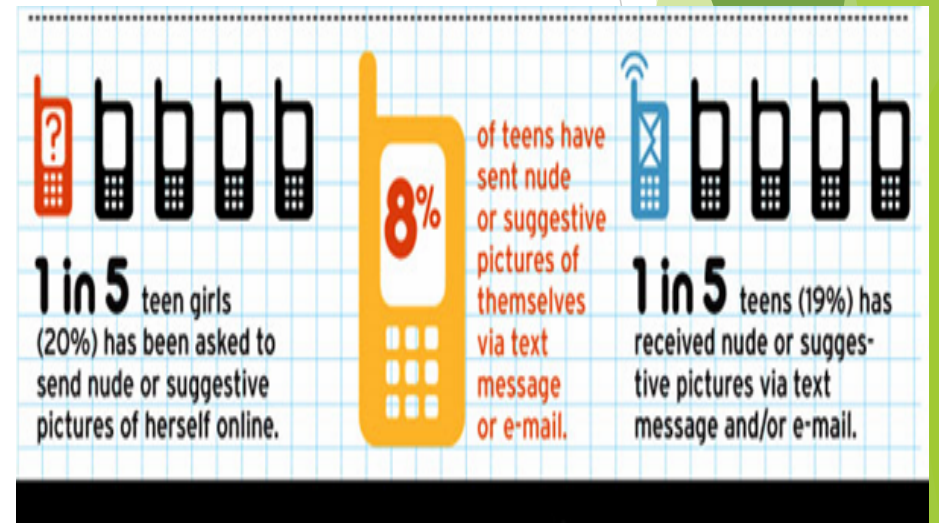 ?
1 in 5 teen girls
(20%) has been asked to
send nude or suggestive
pictures of herself online.
8%
of teens have
sent nude
or suggestive
pictures of
themselves
via text
message
or e-mail.
1 in 5 teens (19%) has
received nude or sugges-
tive pictures via text
message and/or e-mail.